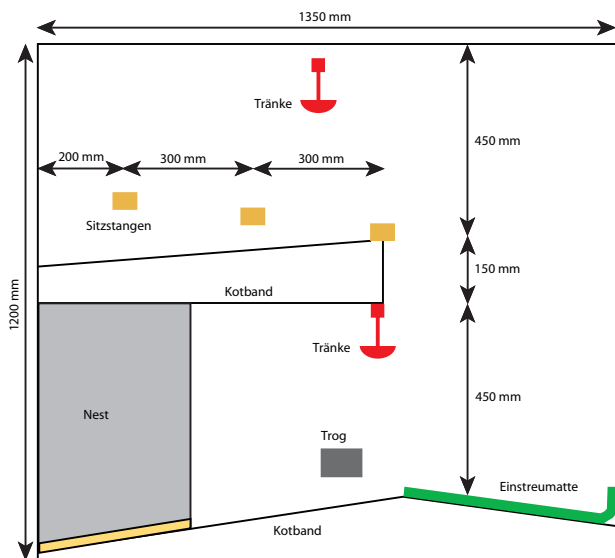 1350 mm
Tränke
450 mm
200 mm
300 mm
300 mm
Sitzstangen
150 mm
Kotband
1200 mm
Tränke
450 mm
Nest
Trog
Einstreumatte
Kotband